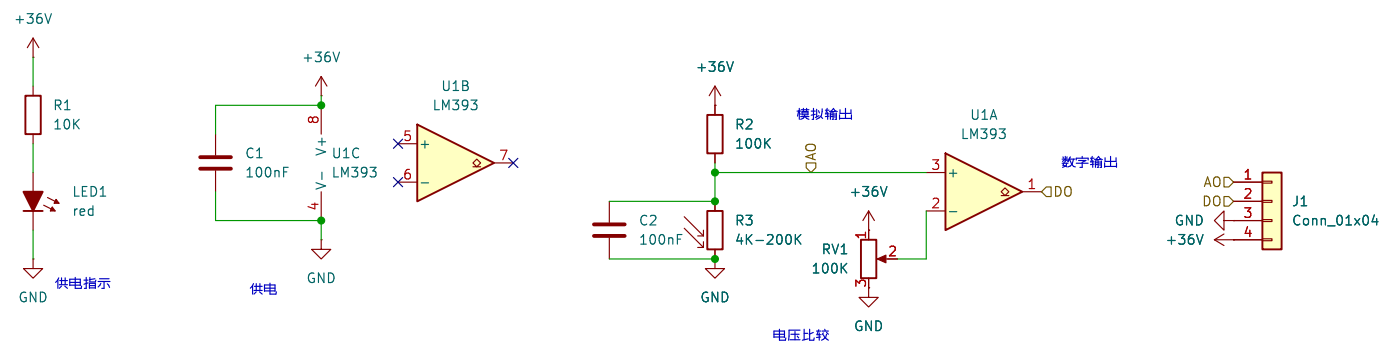 +36V
R1
10K
LED1
red
GND
供电指示
+36V
C1
100nF
8
V+
U1C
LM393
V-
4
GND
供电
U1B
LM393
5
+
6
-
7
+36V
R2
100K
模拟输出
AO
C2
100nF
R3
4K-200K
GND
+36V
RV1
100K
1
2
3
GND
电压比较
U1A
LM393
3
+
2
-
1
DO
数字输出
AO
1
DO
2
GND
3
+36V
4
J1
Conn_01x04